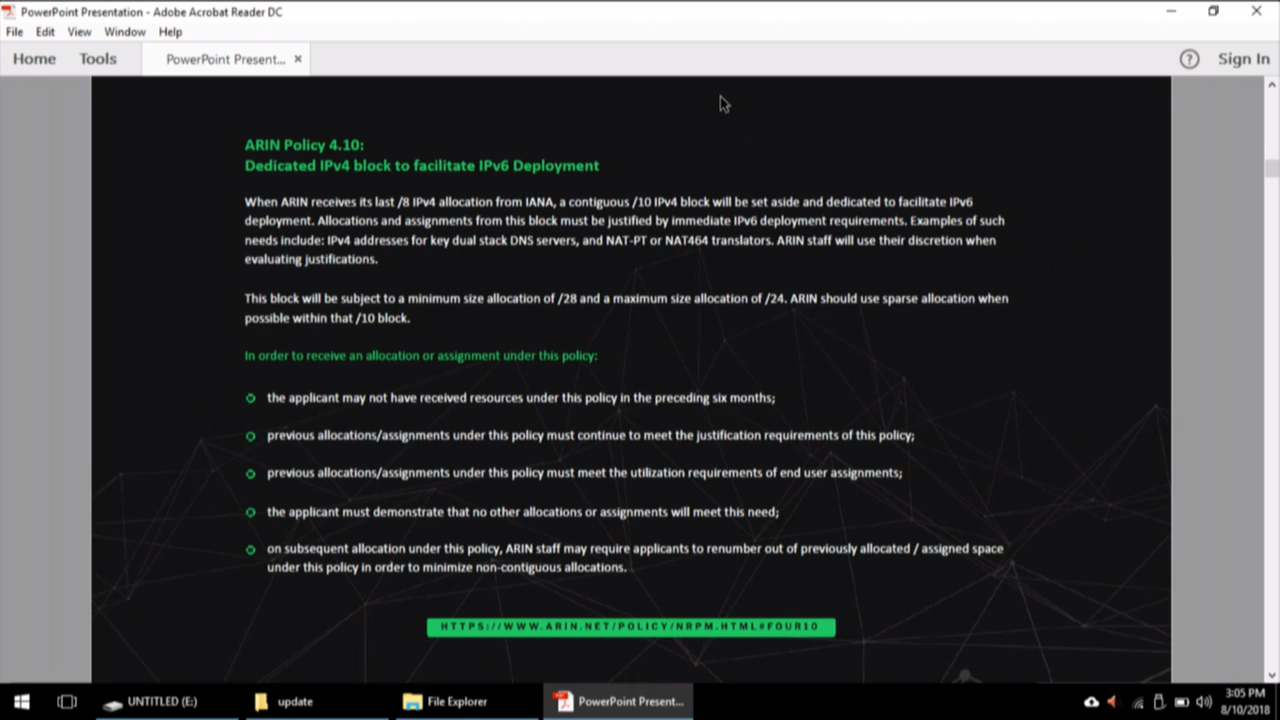 PowerPoint Presentation - Adobe Acrobat Reader DC
File Edit View Window Help
Home Tools PowerPoint Present... × ? Sign In
ARIN Policy 4.10:
Dedicated IPv4 block to facilitate IPv6 Deployment
When ARIN receives its last /8 IPv4 allocation from IANA, a contiguous /10 IPv4 block will be set aside and dedicated to facilitate IPv6
deployment. Allocations and assignments from this block must be justified by immediate IPv6 deployment requirements. Examples of such
needs include: IPv4 addresses for key dual stack DNS servers, and NAT-PT or NAT464 translators. ARIN staff will use their discretion when
evaluating justifications.
This block will be subject to a minimum size allocation of /28 and a maximum size allocation of /24. ARIN should use sparse allocation when
possible within that /10 block.
In order to receive an allocation or assignment under this policy:
the applicant may not have received resources under this policy in the preceding six months;
previous allocations/assignments under this policy must continue to meet the justification requirements of this policy;
previous allocations/assignments under this policy must meet the utilization requirements of end user assignments;
the applicant must demonstrate that no other allocations or assignments will meet this need;
on subsequent allocation under this policy, ARIN staff may require applicants to renumber out of previously allocated / assigned space
under this policy in order to minimize non-contiguous allocations.
HTTPS://WWW.ARIN.NET/POLICY/NRPM.HTML#FOUR10
UNTITLED (E:) update File Explorer PowerPoint Present... 3:05 PM
8/10/2018